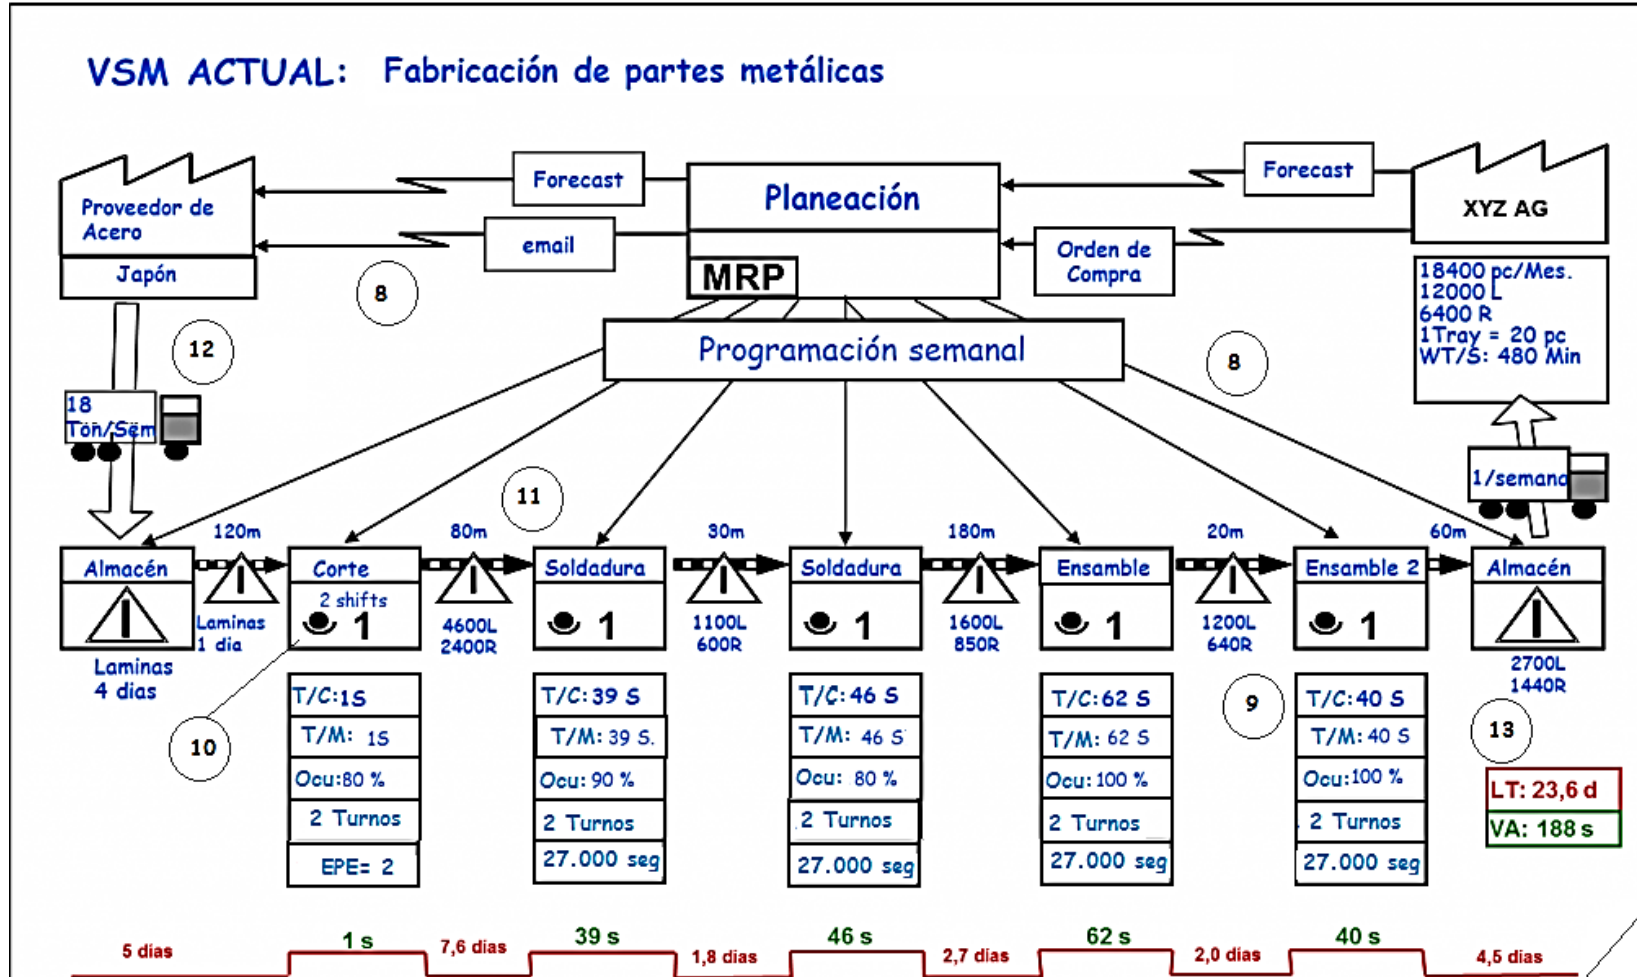 VSM ACTUAL: Fabricación de partes metálicas
Proveedor de
Acero
Japón
Forecast
email
Planeación
MRP
Forecast
Orden de
Compra
XYZ AG
18400 pc/Mes.
12000 L
6400 R
1Tray = 20 pc
WT/S: 480 Min
8
12
Programación semanal
8
18
Ton/Sem
1/semana
11
120m
80m
30m
180m
20m
60m
Almacén
Corte
Soldadura
Soldadura
Ensamble
Ensamble 2
Almacén
2 shifts
1
1
1
1
1
Laminas
1 dia
4600L
2400R
1100L
600R
1600L
850R
1200L
640R
Laminas
4 dias
2700L
1440R
10
9
13
T/C:1S
T/M: 1S
Ocu:80 %
2 Turnos
EPE= 2
T/C: 39 S
T/M: 39 S.
Ocu: 90 %
2 Turnos
27.000 seg
T/C: 46 S
T/M: 46 S
Ocu: 80 %
2 Turnos
27.000 seg
T/C: 62 S
T/M: 62 S
Ocu: 100 %
2 Turnos
27.000 seg
T/C: 40 S
T/M: 40 S
Ocu:100 %
2 Turnos
27.000 seg
LT: 23,6 d
VA: 188 s
5 días
1 s
7,6 días
39 s
1,8 días
46 s
2,7 días
62 s
2,0 días
40 s
4,5 días